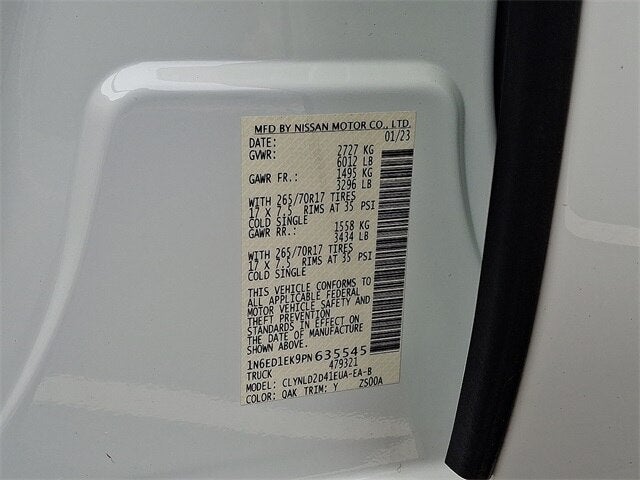 MFD BY NISSAN MOTOR CO., LTD.
DATE: 01/23
GVWR: 2727 KG
6012 LB
GAWR FR.: 1495 KG
3296 LB
WITH 265/70R17 TIRES
17 X 7.5 RIMS AT 35 PSI
COLD SINGLE
GAWR RR.: 1558 KG
3434 LB
WITH 265/70R17 TIRES
17 X 7.5 RIMS AT 35 PSI
COLD SINGLE
THIS VEHICLE CONFORMS TO
ALL APPLICABLE FEDERAL
MOTOR VEHICLE SAFETY AND
THEFT PREVENTION
STANDARDS IN EFFECT ON
THE DATE OF MANUFACTURE
SHOWN ABOVE.
1N6ED1EK9PN635545
TRUCK 479321
MODEL: CLYNLD2D41EUA-EA-B
COLOR: QAK TRIM: Y ZS00A